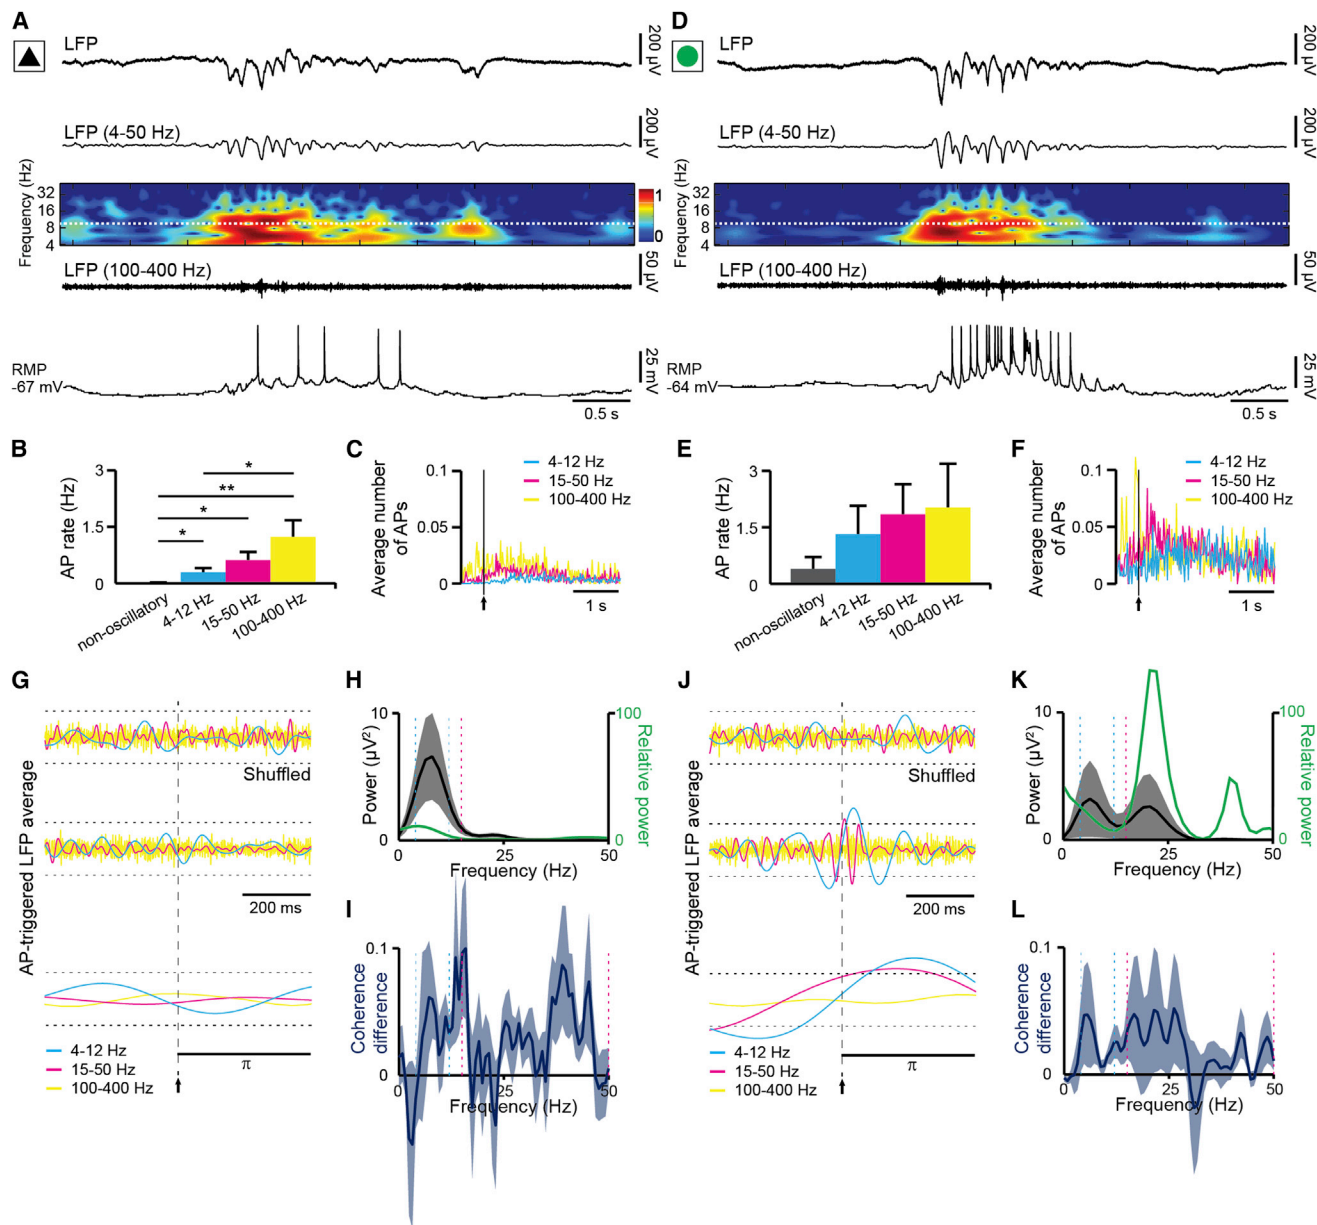 A
LFP
200 µV
LFP (4-50 Hz)
200 µV
Frequency (Hz)
32
16
8
4
1
0
LFP (100-400 Hz)
50 µV
RMP
-67 mV
25 mV
0.5 s
D
LFP
200 µV
LFP (4-50 Hz)
200 µV
Frequency (Hz)
32
16
8
4
LFP (100-400 Hz)
50 µV
RMP
-64 mV
25 mV
0.5 s
B
AP rate (Hz)
3
1.5
0
*
**
*
*
non-oscillatory
4-12 Hz
15-50 Hz
100-400 Hz
C
Average number
of APs
0.1
0.05
0
4-12 Hz
15-50 Hz
100-400 Hz
1 s
E
AP rate (Hz)
3
1.5
0
non-oscillatory
4-12 Hz
15-50 Hz
100-400 Hz
F
Average number
of APs
0.1
0.05
0
4-12 Hz
15-50 Hz
100-400 Hz
1 s
G
AP-triggered LFP average
Shuffled
200 ms
4-12 Hz
15-50 Hz
100-400 Hz
π
H
Power (µV²)
10
0
100
0
Relative
power
0
25
50
Frequency (Hz)
I
Coherence
difference
0.1
0
0
25
50
Frequency (Hz)
J
AP-triggered LFP average
Shuffled
200 ms
4-12 Hz
15-50 Hz
100-400 Hz
π
K
Power (µV²)
10
0
100
0
Relative
power
0
25
50
Frequency (Hz)
L
Coherence
difference
0.1
0
0
25
50
Frequency (Hz)